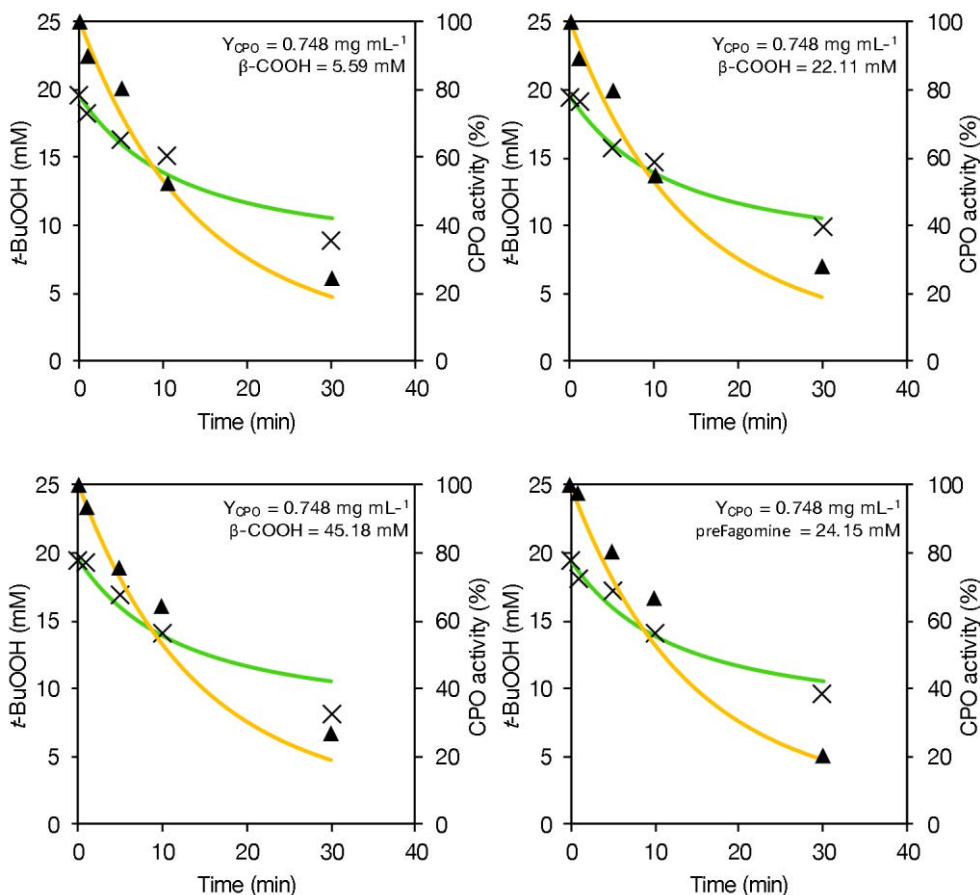 Y_CPO = 0.748 mg mL-1
β-COOH = 5.59 mM
t-BuOOH (mM)
25
20
15
10
5
0
100
80
60
40
20
0
CPO activity (%)
0 10 20 30 40
Time (min)
Y_CPO = 0.748 mg mL-1
β-COOH = 22.11 mM
t-BuOOH (mM)
25
20
15
10
5
0
100
80
60
40
20
0
CPO activity (%)
0 10 20 30 40
Time (min)
Y_CPO = 0.748 mg mL-1
β-COOH = 45.18 mM
t-BuOOH (mM)
25
20
15
10
5
0
100
80
60
40
20
0
CPO activity (%)
0 10 20 30 40
Time (min)
Y_CPO = 0.748 mg mL-1
preFagomine = 24.15 mM
t-BuOOH (mM)
25
20
15
10
5
0
100
80
60
40
20
0
CPO activity (%)
0 10 20 30 40
Time (min)